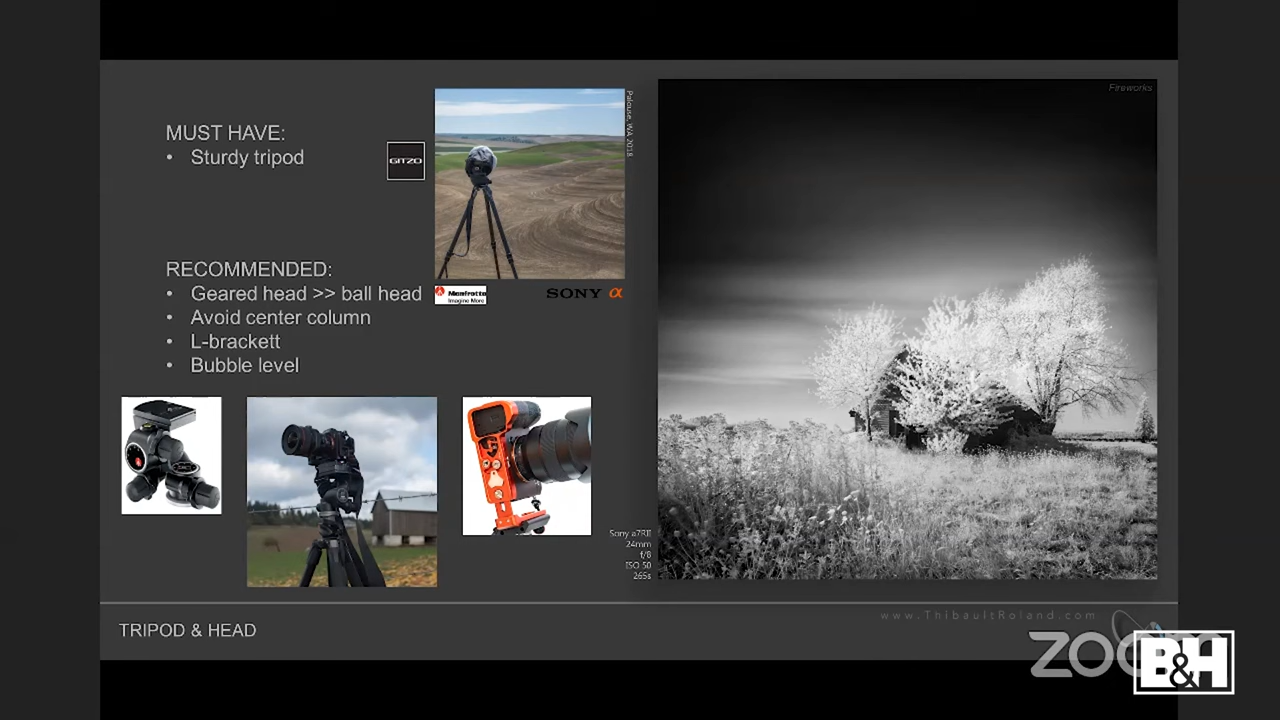 MUST HAVE:
• Sturdy tripod
GITZO
Palouse, WA 2018
RECOMMENDED:
• Geared head >> ball head
• Avoid center column
• L-brackett
• Bubble level
Manfrotto
Imagine More
SONY α
Fireworks
Sony a7RII
24mm
f/8
ISO 50
265s
TRIPOD & HEAD
www.ThibaultRoland.com
zoom
B&H